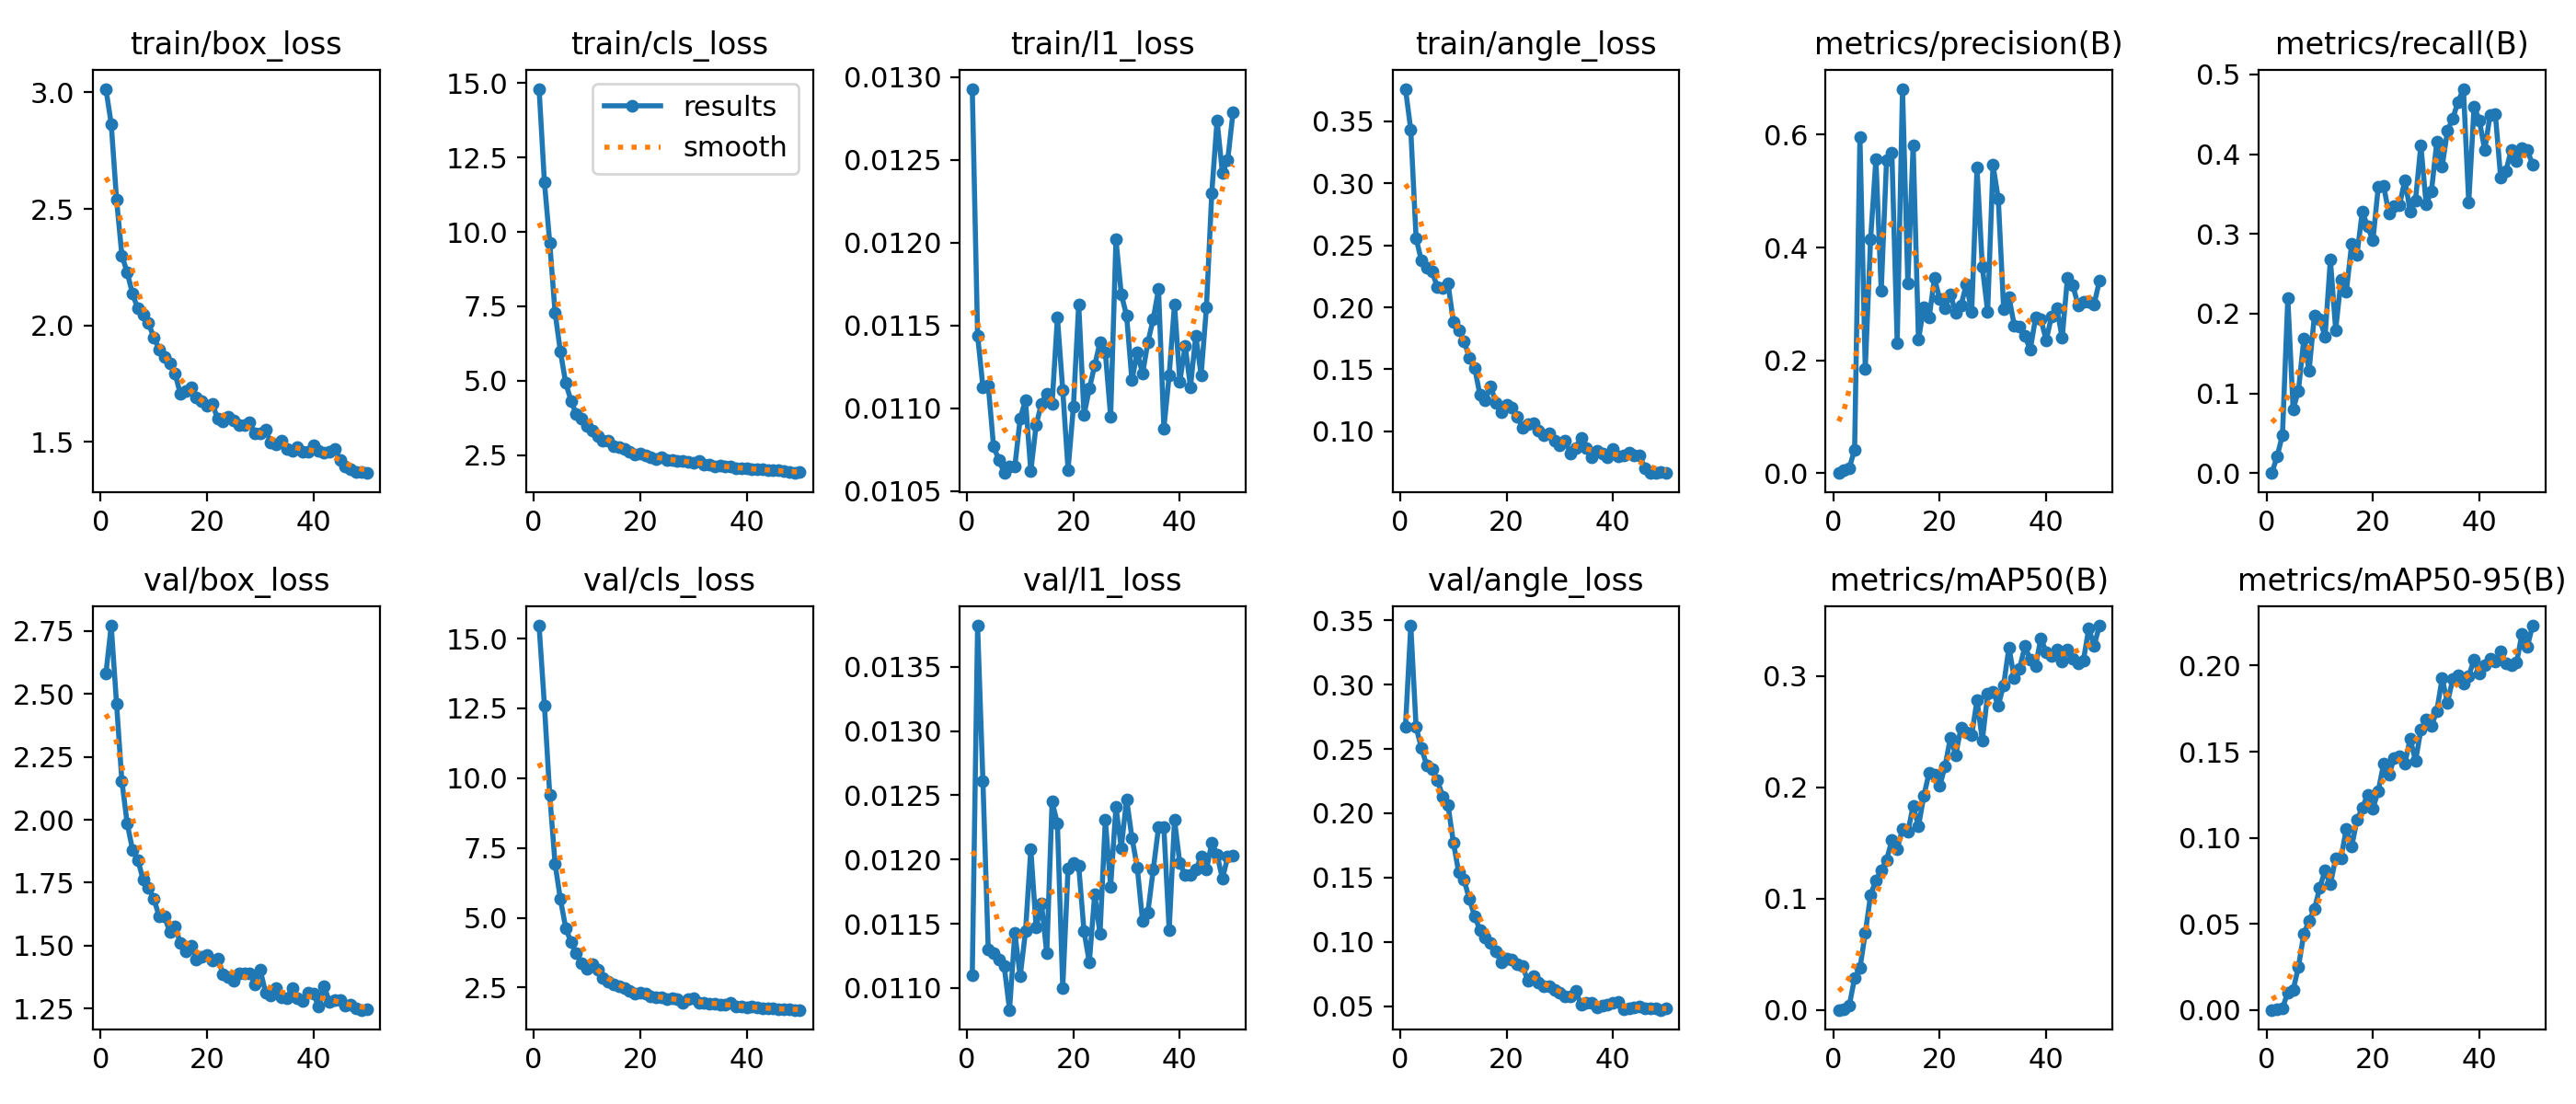 train/box_loss
3.0
2.5
2.0
1.5
0 20 40
train/cls_loss
results
smooth
15.0
12.5
10.0
7.5
5.0
2.5
0 20 40
train/l1_loss
0.0130
0.0125
0.0120
0.0115
0.0110
0.0105
0 20 40
train/angle_loss
0.35
0.30
0.25
0.20
0.15
0.10
0 20 40
metrics/precision(B)
0.6
0.4
0.2
0.0
0 20 40
metrics/recall(B)
0.5
0.4
0.3
0.2
0.1
0.0
0 20 40
val/box_loss
2.75
2.50
2.25
2.00
1.75
1.50
1.25
0 20 40
val/cls_loss
15.0
12.5
10.0
7.5
5.0
2.5
0 20 40
val/l1_loss
0.0135
0.0130
0.0125
0.0120
0.0115
0.0110
0 20 40
val/angle_loss
0.35
0.30
0.25
0.20
0.15
0.10
0.05
0 20 40
metrics/mAP50(B)
0.3
0.2
0.1
0.0
0 20 40
metrics/mAP50-95(B)
0.20
0.15
0.10
0.05
0.00
0 20 40